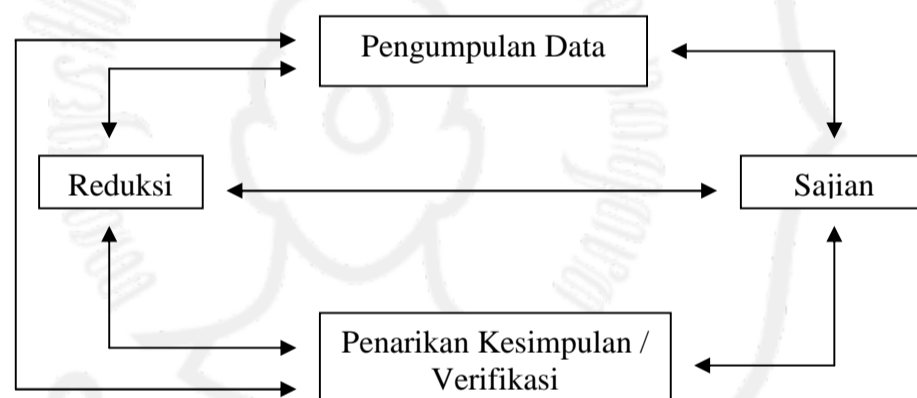 Pengumpulan Data
Reduksi
Sajian
Penarikan Kesimpulan /
Verifikasi